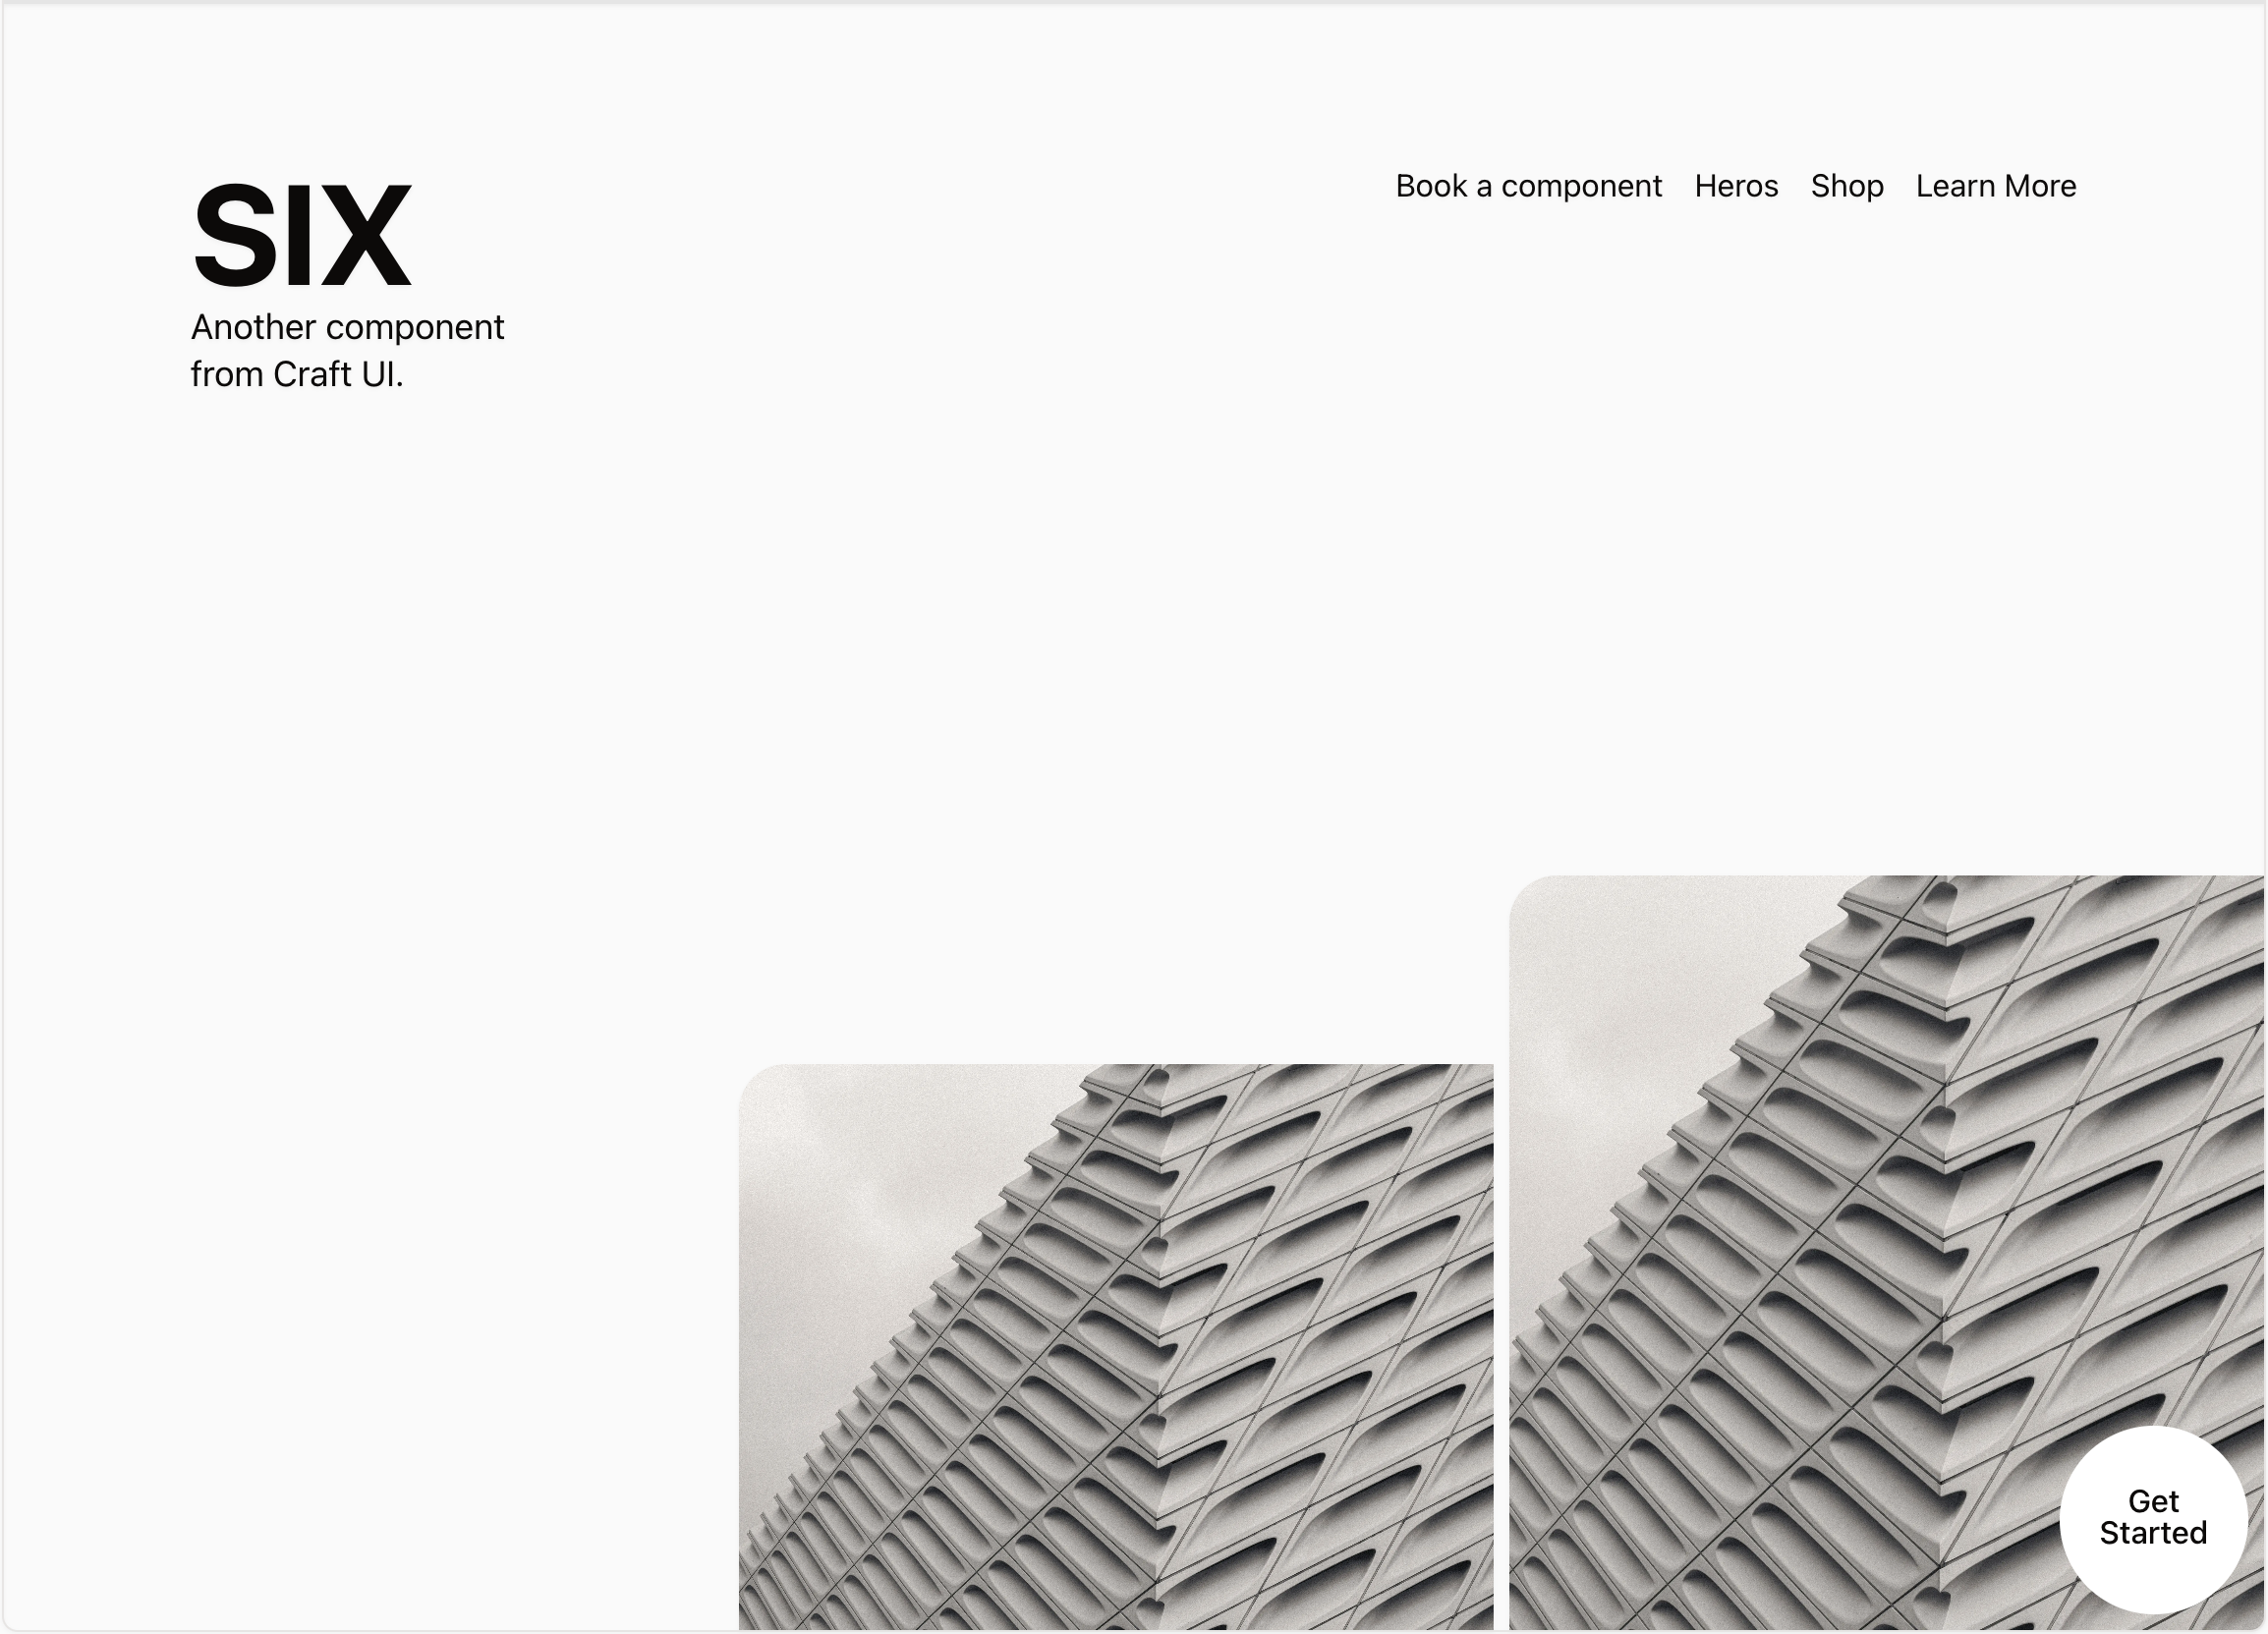 SIX
Another component
from Craft UI.
Book a component Heros Shop Learn More
Get
Started